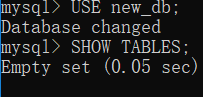 mysql> USE new_db;
Database changed
mysql> SHOW TABLES;
Empty set (0.05 sec)